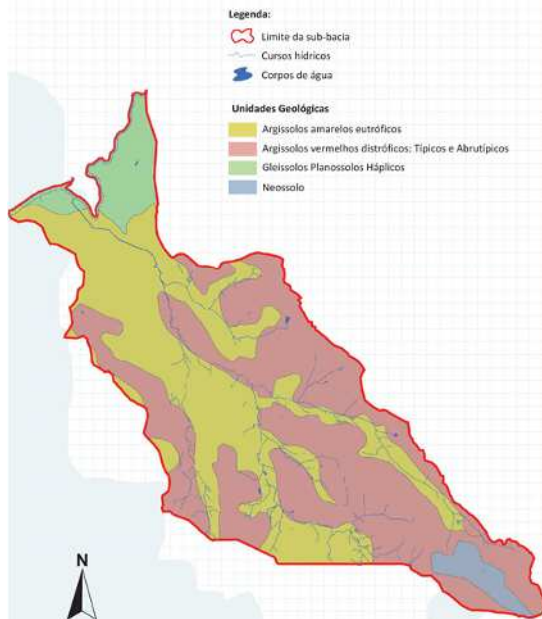 Legenda:
Limite da sub-bacia
Cursos hídricos
Corpos de água
Unidades Geológicas
Argissolos amarelos eutróficos
Argissolos vermelhos distróficos: Típicos e Abrutípicos
Gleissolos Planossolos Háplicos
Neossolo
N